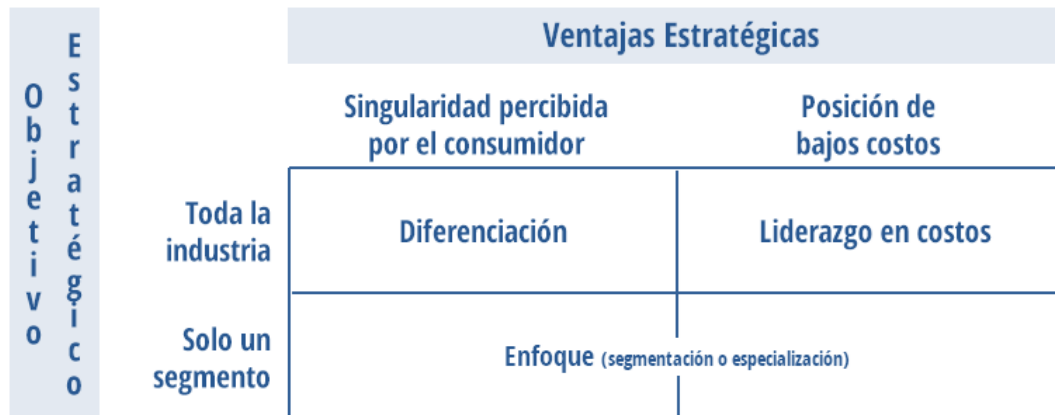 Objetivo
Estratégico
Ventajas Estratégicas
Singularidad percibida
por el consumidor
Posición de
bajos costos
Toda la
industria
Diferenciación
Liderazgo en costos
Solo un
segmento
Enfoque (segmentación o especialización)